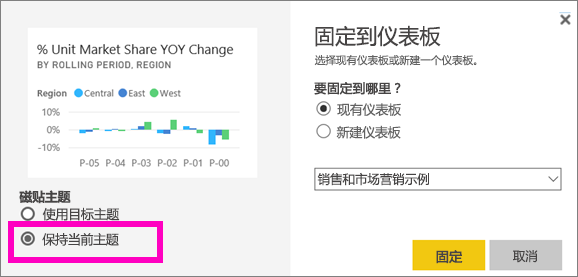 % Unit Market Share YOY Change
BY ROLLING PERIOD, REGION
Region Central East West
10%
0%
-10%
P-05 P-04 P-03 P-02 P-01 P-00
磁贴主题
使用目标主题
保持当前主题
固定到仪表板
选择现有仪表板或新建一个仪表板。
要固定到哪里？
现有仪表板
新建仪表板
销售和市场营销示例
固定 取消